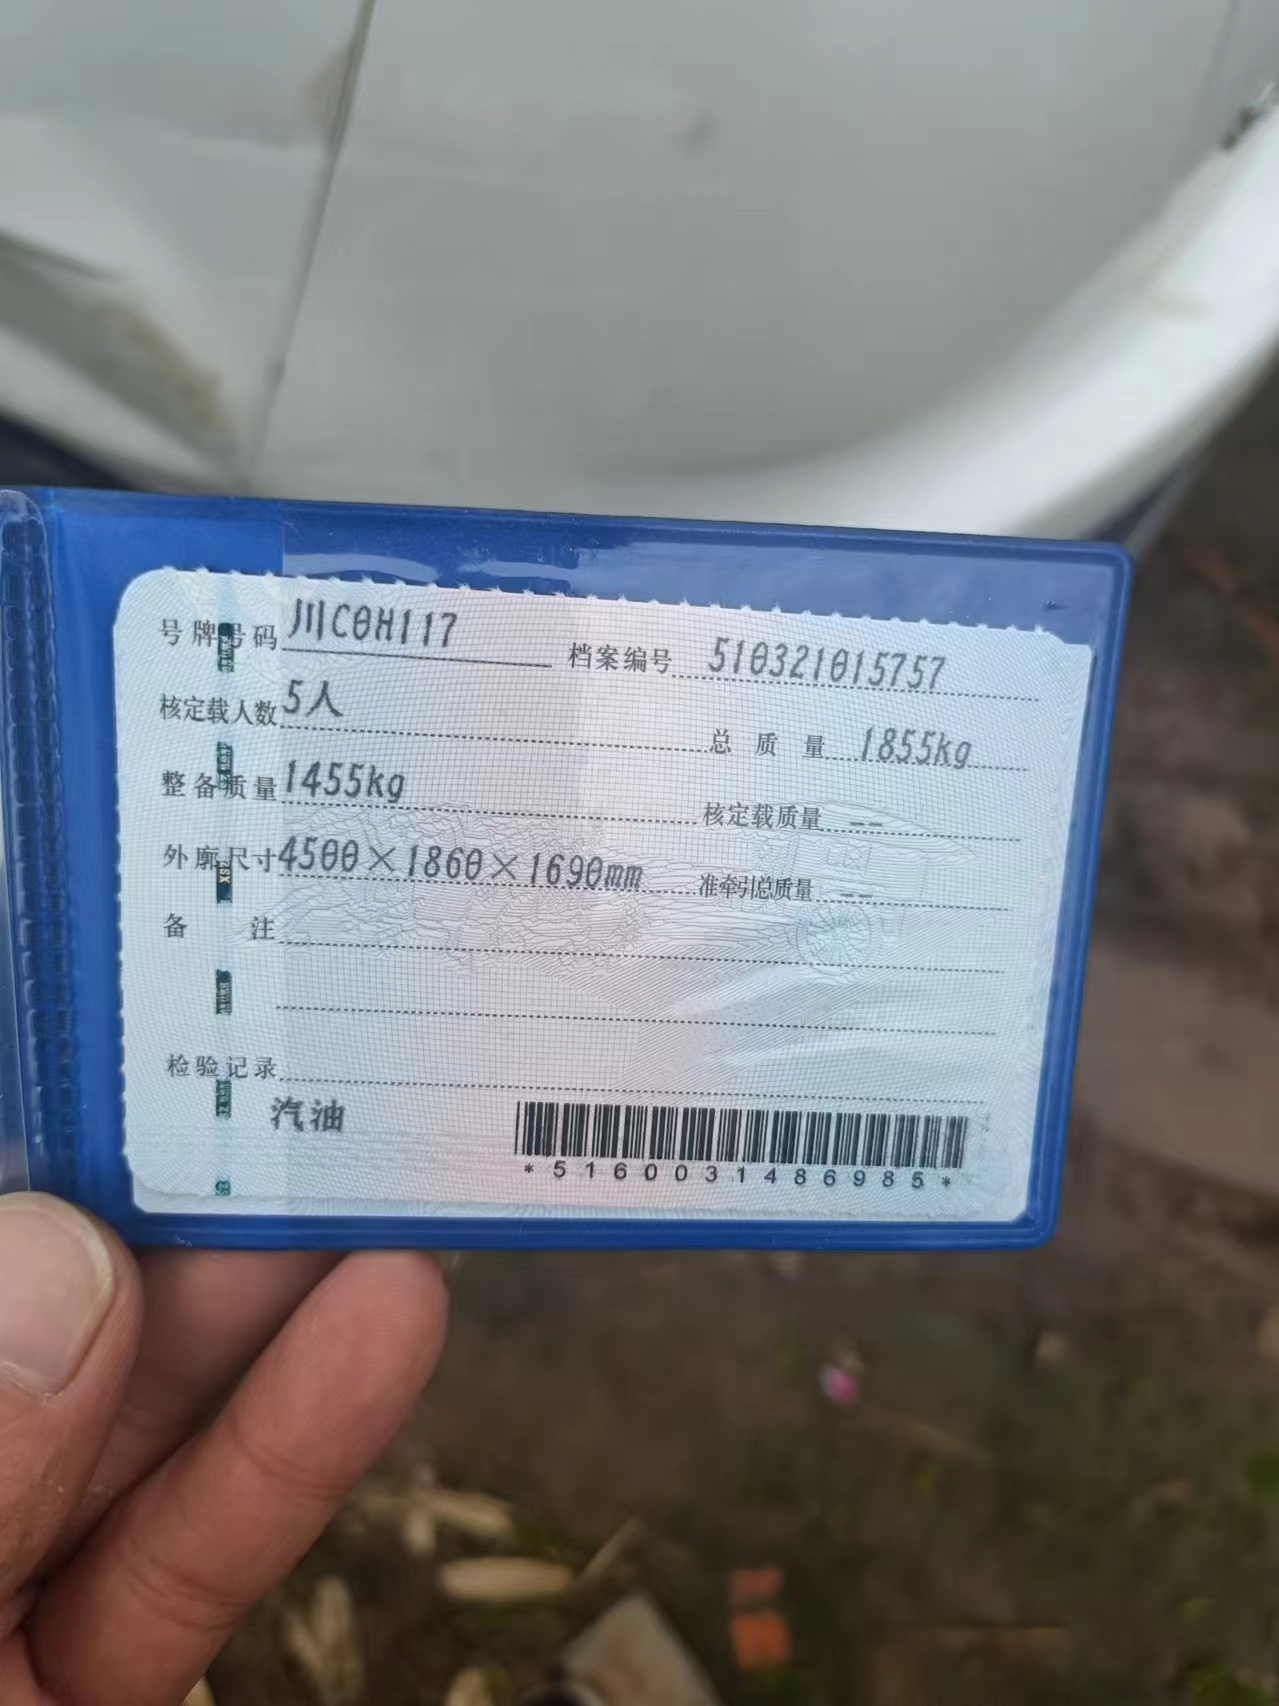 号牌号码 川C0H117 档案编号 510321015757
核定载人数 5人 总质量 1855kg
整备质量 1455kg 核定载质量 --
外廓尺寸 4500×1860×1690mm 准牵引总质量 --
备注
检验记录
汽油
*5160031486985*